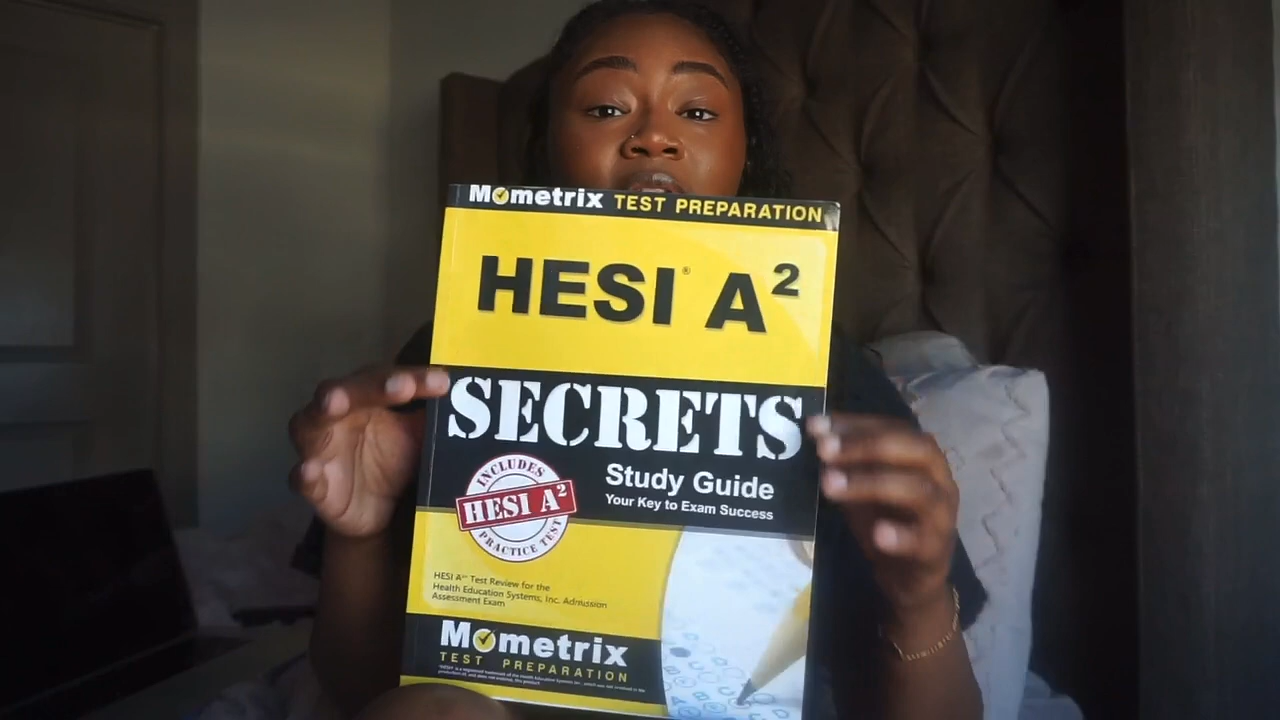 Mometrix TEST PREPARATION
HESI® A²
SECRETS
Study Guide
Your Key to Exam Success
INCLUDES
HESI A²
PRACTICE TEST
HESI A²® Test Review for the
Health Education Systems, Inc. Admission
Assessment Exam
Mometrix
TEST PREPARATION